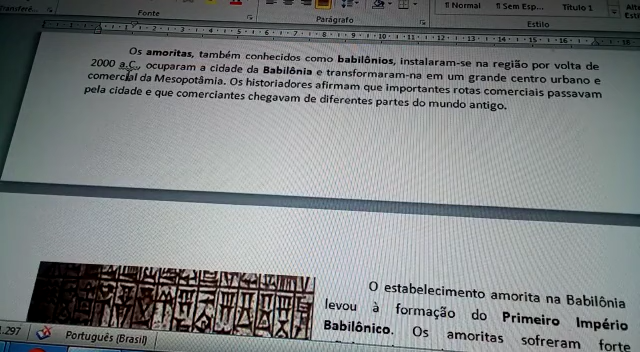 Fonte
Parágrafo
¶ Normal
¶ Sem Esp...
Título 1
Estilo
Os amoritas, também conhecidos como babilônios, instalaram-se na região por volta de
2000 a.C., ocuparam a cidade da Babilônia e transformaram-na em um grande centro urbano e
comercial da Mesopotâmia. Os historiadores afirmam que importantes rotas comerciais passavam
pela cidade e que comerciantes chegavam de diferentes partes do mundo antigo.
O estabelecimento amorita na Babilônia
levou à formação do Primeiro Império
Babilônico. Os amoritas sofreram forte
Português (Brasil)